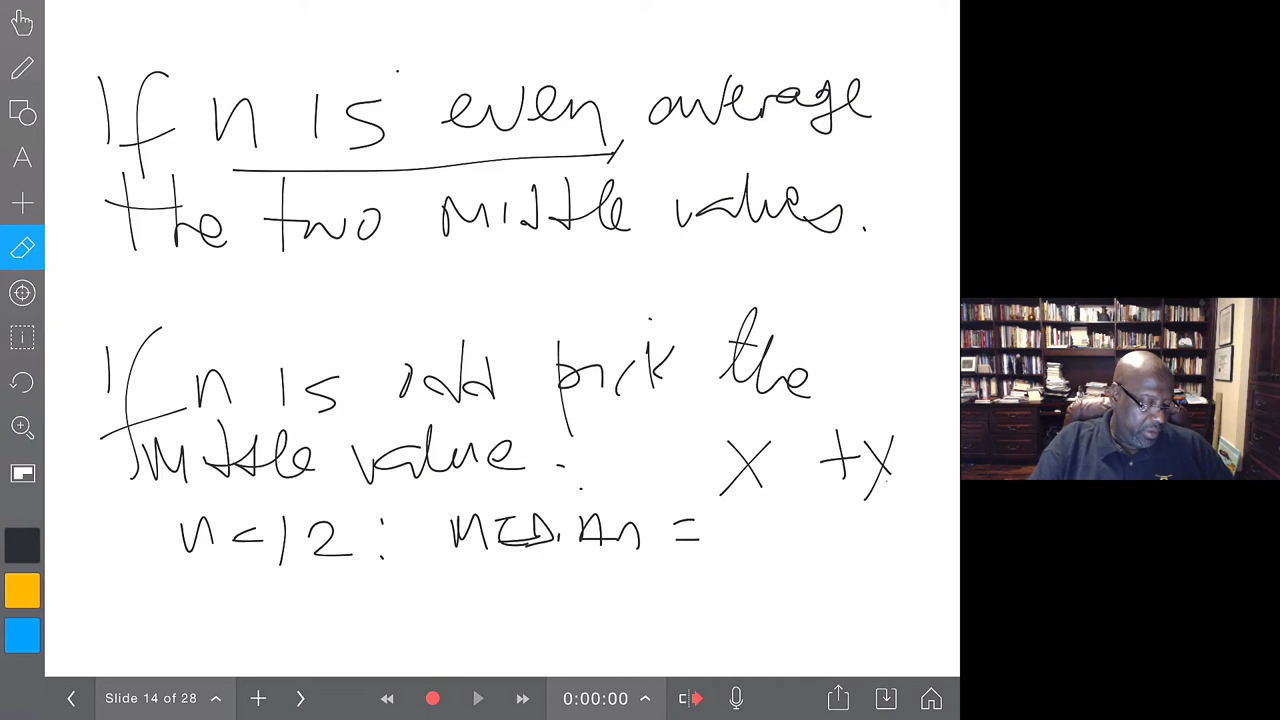 If n is even, average
the two middle values.
If n is odd pick the
middle value.
x + y
n < 12 : MEDIAN =
Slide 14 of 28
0:00:00